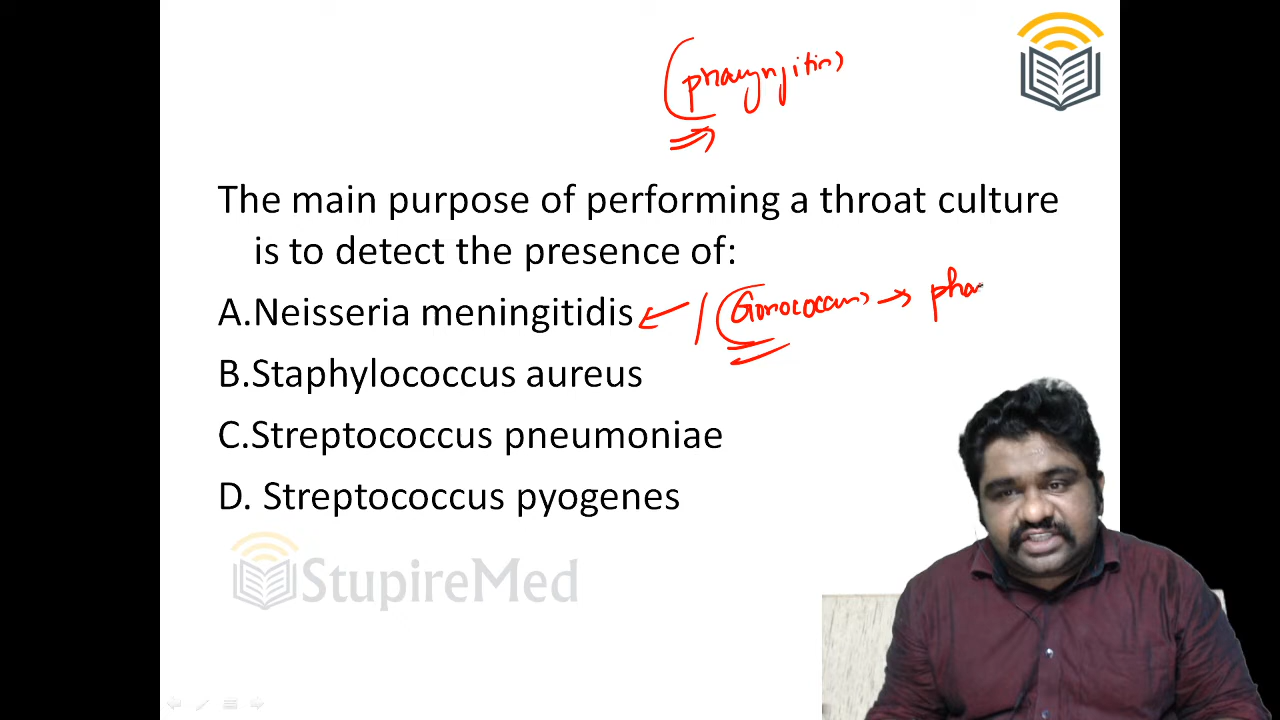 The main purpose of performing a throat culture
is to detect the presence of:
A.Neisseria meningitidis / Gonococcus → pha
B.Staphylococcus aureus
C.Streptococcus pneumoniae
D. Streptococcus pyogenes
StupireMed